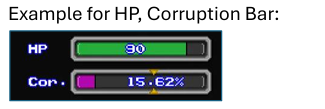 Example for HP, Corruption Bar:
HP 90
Cor. 15.62%